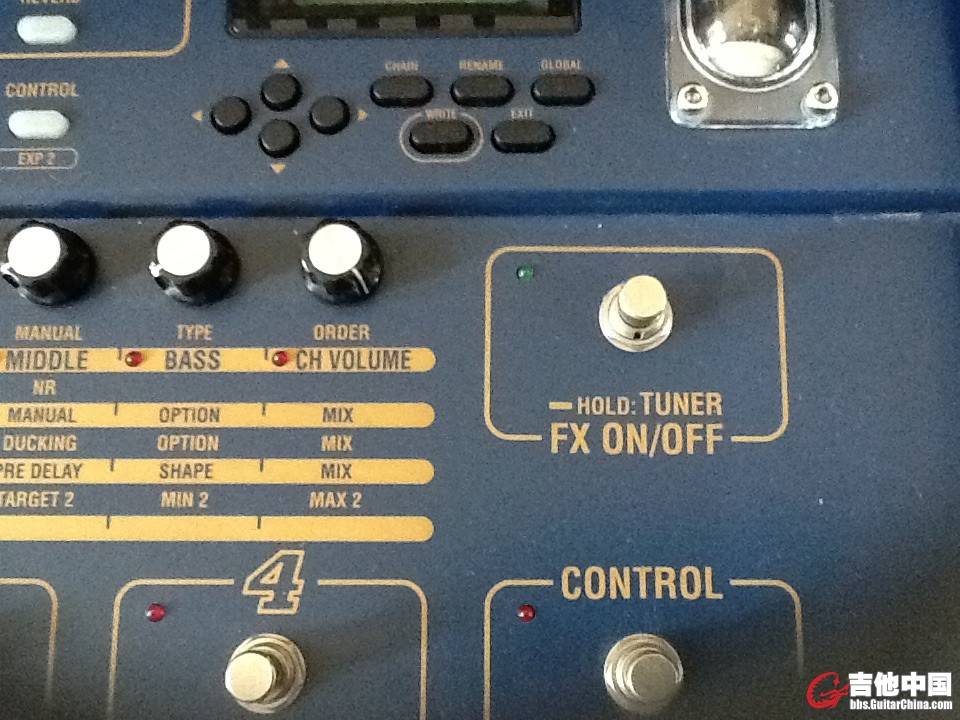 REVERB
CONTROL
EXP 2
CHAIN RENAME GLOBAL
WRITE EXIT
MANUAL TYPE ORDER
MIDDLE BASS CH VOLUME
NR
MANUAL OPTION MIX
DUCKING OPTION MIX
PRE DELAY SHAPE MIX
TARGET 2 MIN 2 MAX 2
HOLD: TUNER
FX ON/OFF
4
CONTROL
吉他中国
bbs.GuitarChina.com